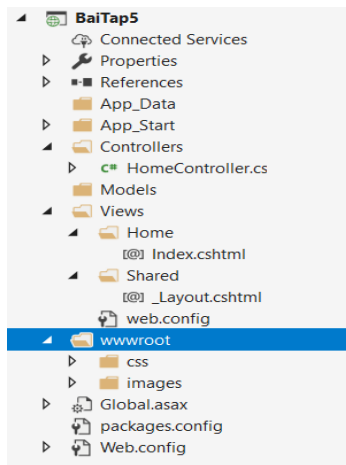 BaiTap5
Connected Services
Properties
References
App_Data
App_Start
Controllers
C# HomeController.cs
Models
Views
Home
[@] Index.cshtml
Shared
[@] _Layout.cshtml
web.config
wwwroot
css
images
Global.asax
packages.config
Web.config